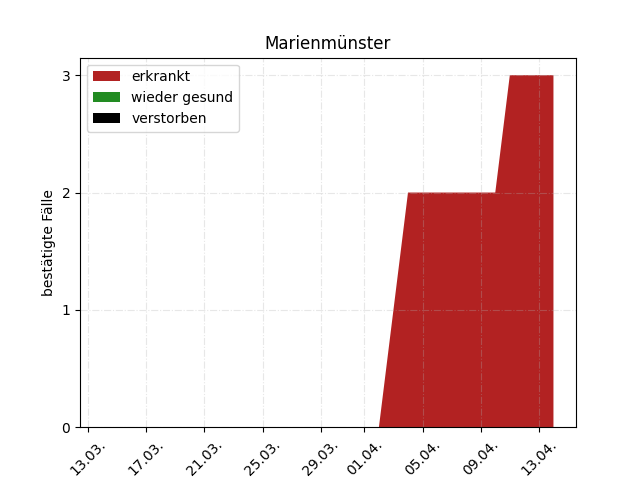 Marienmünster
erkrankt
wieder gesund
verstorben
bestätigte Fälle
3
2
1
0
13.03.
17.03.
21.03.
25.03.
29.03.
01.04.
05.04.
09.04.
13.04.